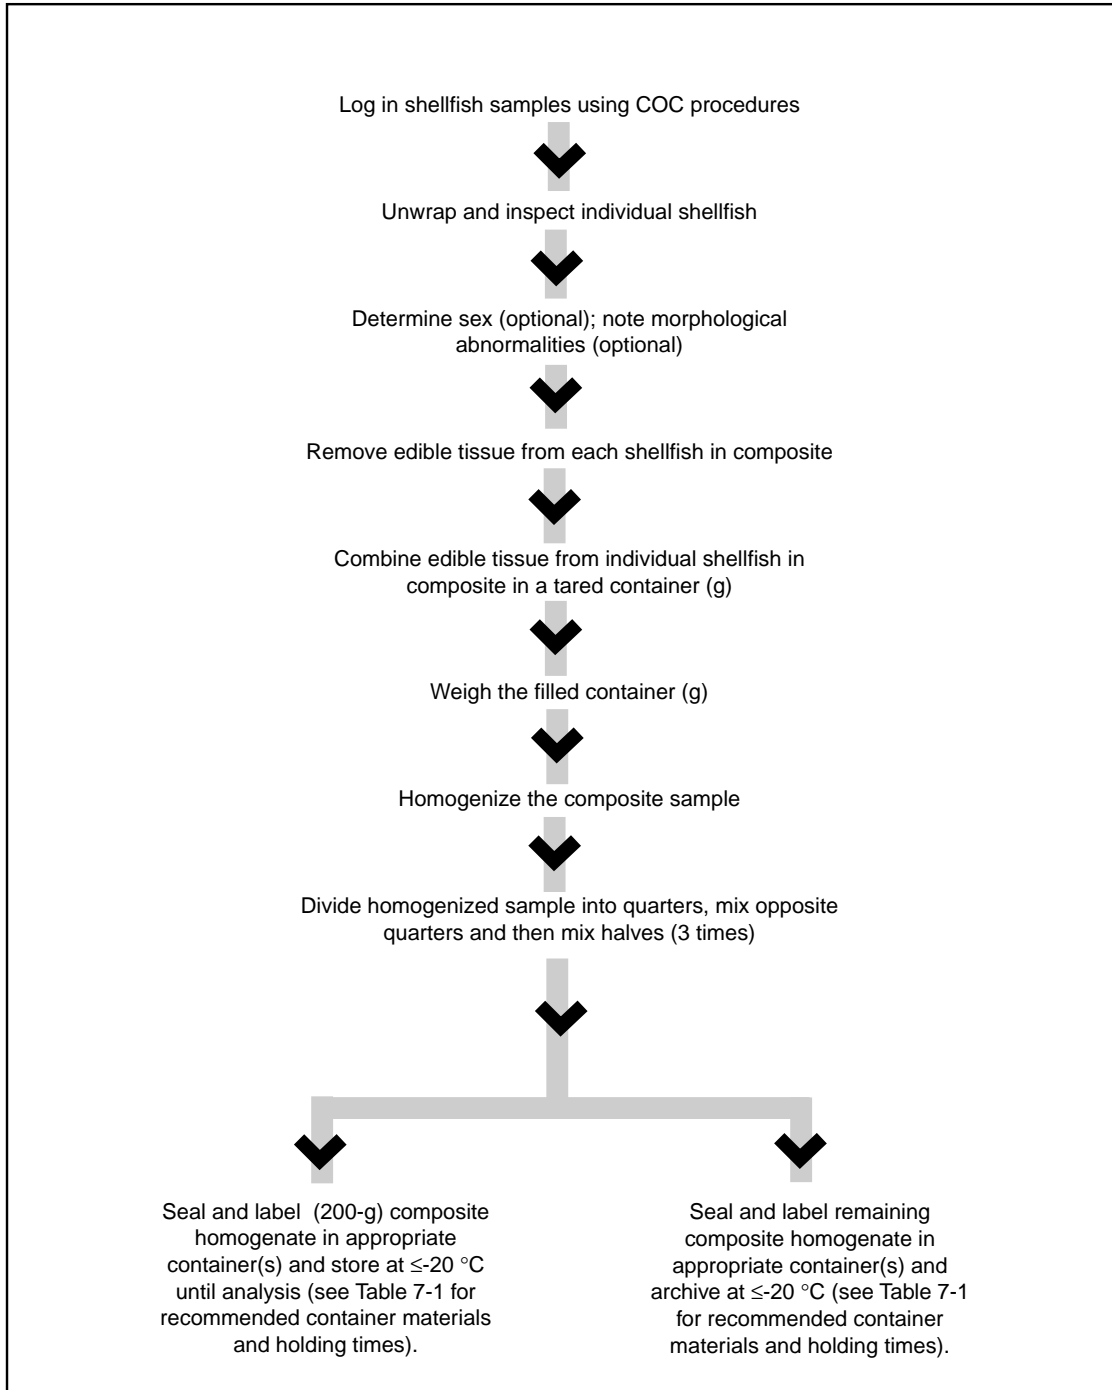 Log in shellfish samples using COC procedures
Unwrap and inspect individual shellfish
Determine sex (optional); note morphological
abnormalities (optional)
Remove edible tissue from each shellfish in composite
Combine edible tissue from individual shellfish in
composite in a tared container (g)
Weigh the filled container (g)
Homogenize the composite sample
Divide homogenized sample into quarters, mix opposite
quarters and then mix halves (3 times)
Seal and label (200-g) composite
homogenate in appropriate
container(s) and store at ≤-20 °C
until analysis (see Table 7-1 for
recommended container materials
and holding times).
Seal and label remaining
composite homogenate in
appropriate container(s) and
archive at ≤-20 °C (see Table 7-1
for recommended container
materials and holding times).